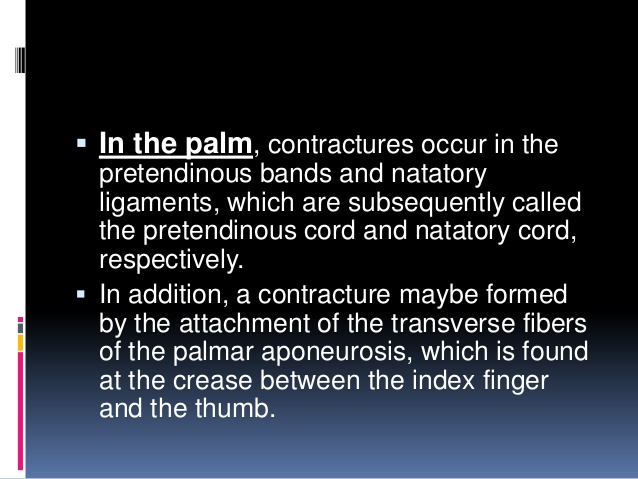 In the palm, contractures occur in the
pretendinous bands and natatory
ligaments, which are subsequently called
the pretendinous cord and natatory cord,
respectively.
In addition, a contracture maybe formed
by the attachment of the transverse fibers
of the palmar aponeurosis, which is found
at the crease between the index finger
and the thumb.